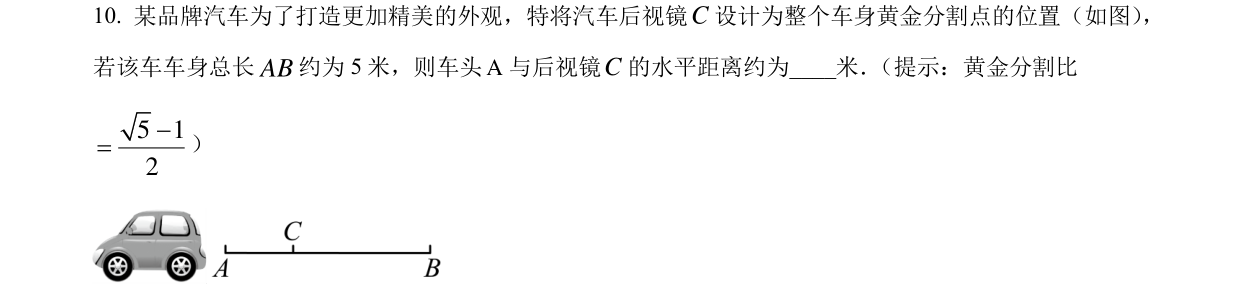 10. 某品牌汽车为了打造更加精美的外观，特将汽车后视镜C设计为整个车身黄金分割点的位置（如图），
若该车车身总长AB约为5米，则车头A与后视镜C的水平距离约为____米．（提示：黄金分割比
=\frac{\sqrt{5}-1}{2}）
C
A B